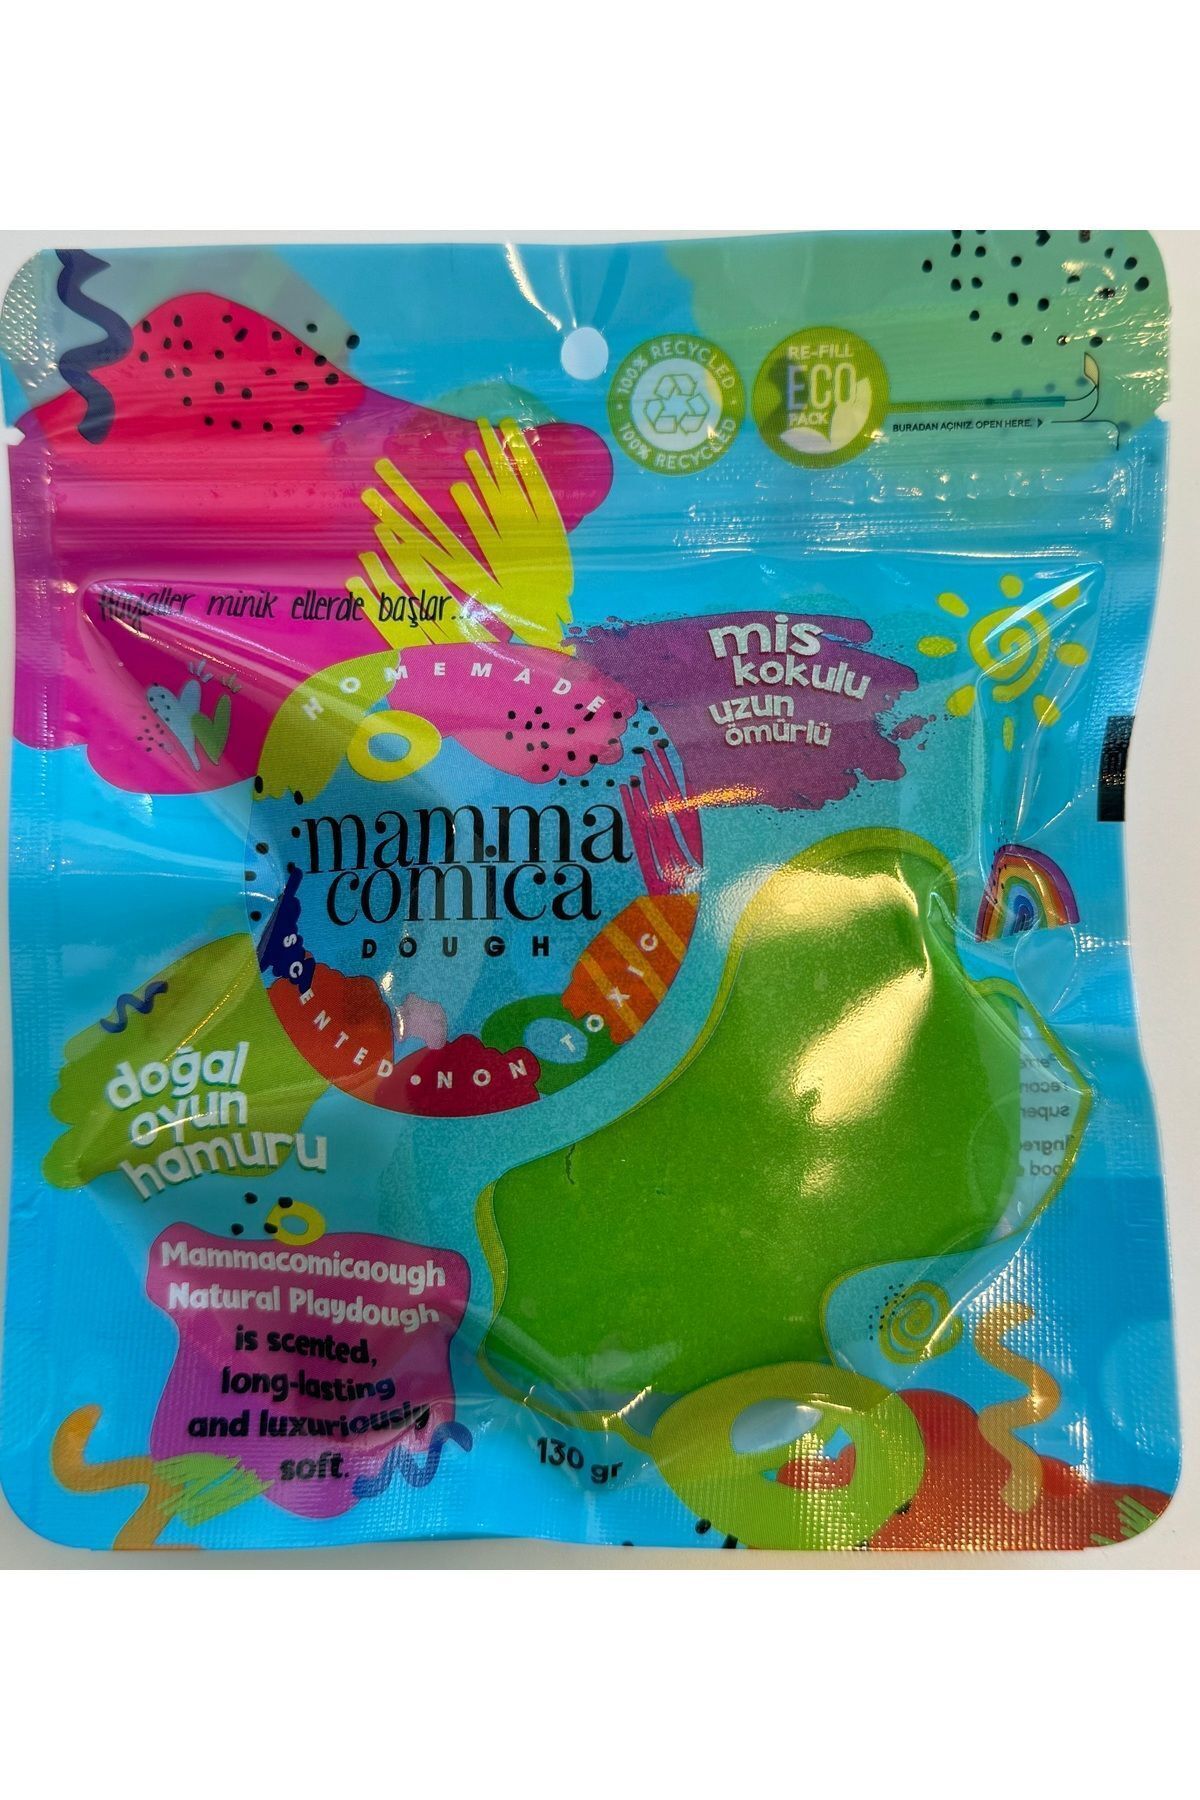 100% RECYCLED
100% RECYCLED
RE-FILL
ECO
PACK
BURADAN AÇINIZ. OPEN HERE.
minik ellerde başlar...
mis
kokulu
uzun
ömürlü
HOMEMADE
mamma
comica
DOUGH
SCENTED • NON TOXIC
doğal
oyun
hamuru
Mammacomicaough
Natural Playdough
is scented,
long-lasting
and luxuriously
soft.
130 gr